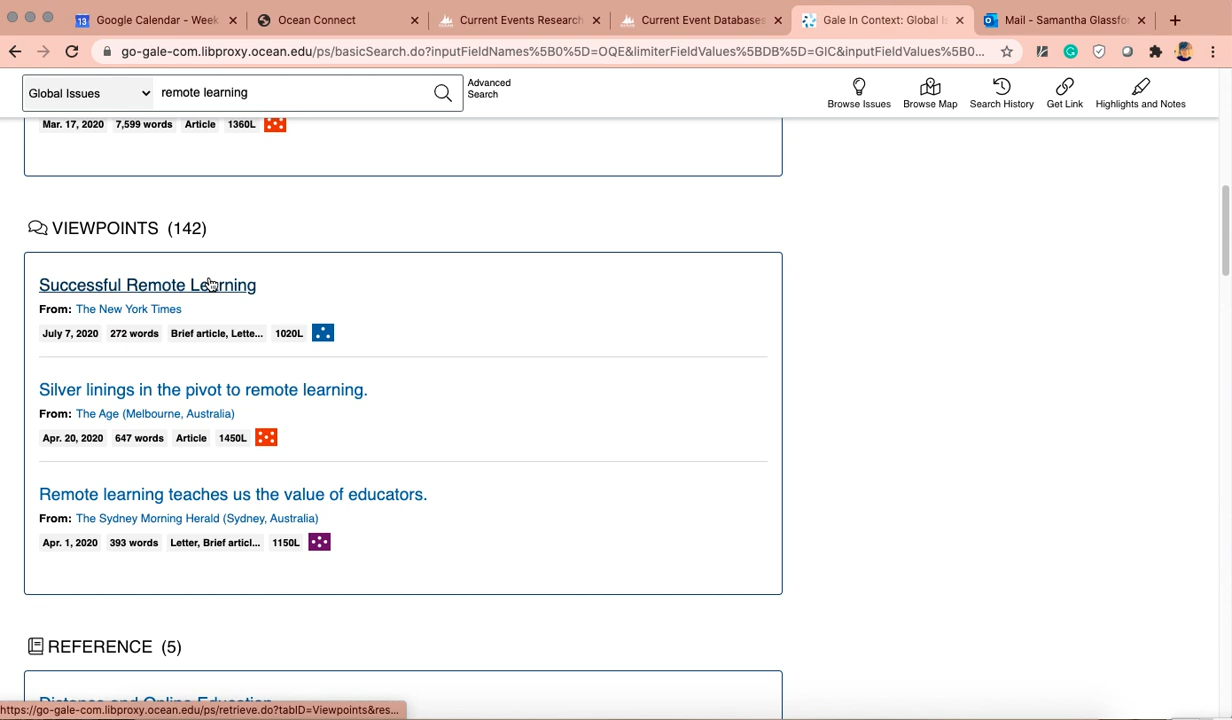 Google Calendar - Week
Ocean Connect
Current Events Research
Current Event Databases
Gale In Context: Global Is
Mail - Samantha Glassfor
13
go-gale-com.libproxy.ocean.edu/ps/basicSearch.do?inputFieldNames%5B0%5D=OQE&limiterFieldValues%5BDB%5D=GIC&inputFieldValues%5B0...
Global Issues
remote learning
Advanced
Search
Browse Issues
Browse Map
Search History
Get Link
Highlights and Notes
Mar. 17, 2020 7,599 words Article 1360L
VIEWPOINTS (142)
Successful Remote Learning
From: The New York Times
July 7, 2020 272 words Brief article, Lette... 1020L
Silver linings in the pivot to remote learning.
From: The Age (Melbourne, Australia)
Apr. 20, 2020 647 words Article 1450L
Remote learning teaches us the value of educators.
From: The Sydney Morning Herald (Sydney, Australia)
Apr. 1, 2020 393 words Letter, Brief articl... 1150L
REFERENCE (5)
Distance and Online Education
https://go-gale-com.libproxy.ocean.edu/ps/retrieve.do?tabID=Viewpoints&res...